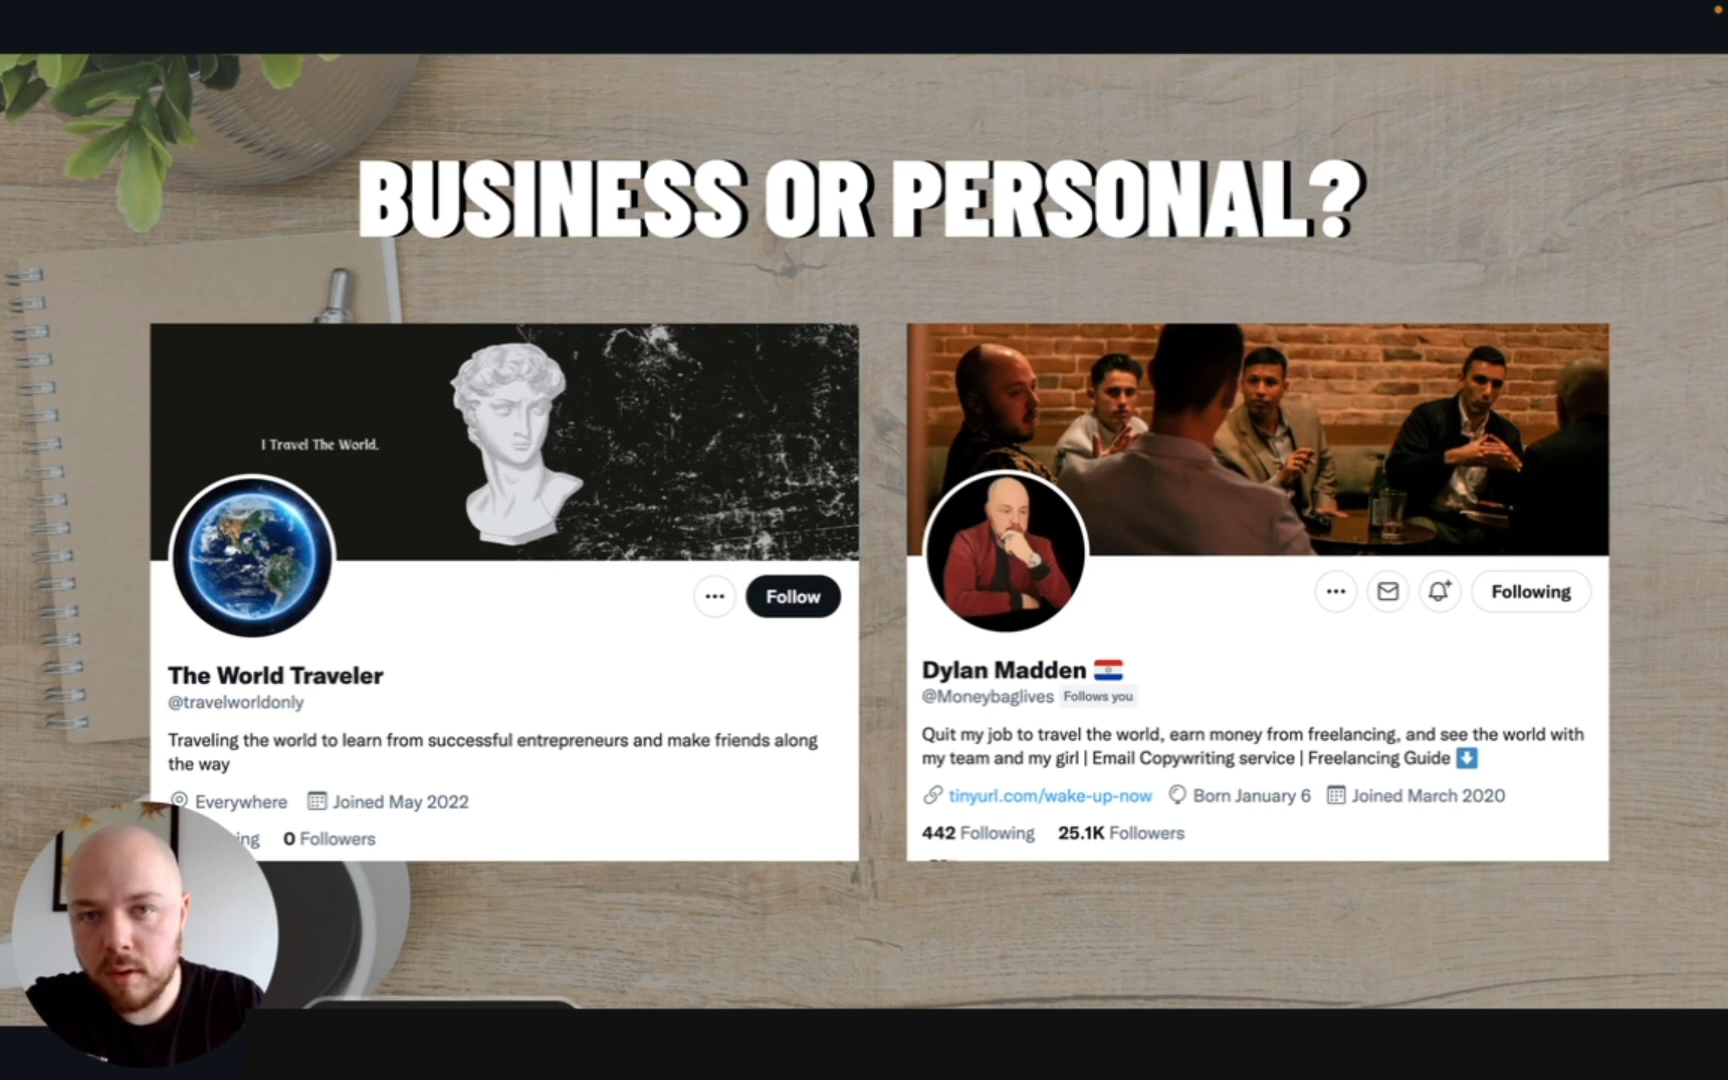 BUSINESS OR PERSONAL?
I Travel The World.
Follow
The World Traveler
@travelworldonly
Traveling the world to learn from successful entrepreneurs and make friends along
the way
Everywhere Joined May 2022
ing 0 Followers
Following
Dylan Madden
@Moneybaglives Follows you
Quit my job to travel the world, earn money from freelancing, and see the world with
my team and my girl | Email Copywriting service | Freelancing Guide
tinyurl.com/wake-up-now Born January 6 Joined March 2020
442 Following 25.1K Followers